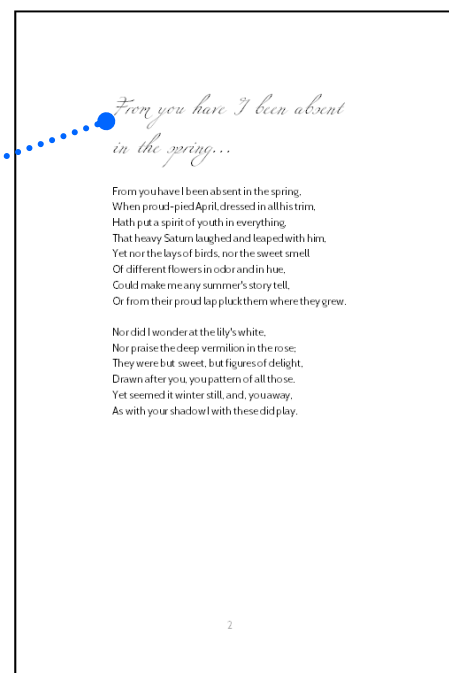 From you have I been absent
in the spring...
From you have I been absent in the spring,
When proud-pied April, dressed in all his trim,
Hath put a spirit of youth in everything,
That heavy Saturn laughed and leaped with him,
Yet nor the lays of birds, nor the sweet smell
Of different flowers in odor and in hue,
Could make me any summer's story tell,
Or from their proud lap pluck them where they grew.
Nor did I wonder at the lily's white,
Nor praise the deep vermilion in the rose;
They were but sweet, but figures of delight,
Drawn after you, you pattern of all those.
Yet seemed it winter still, and, you away,
As with your shadow I with these did play.
2